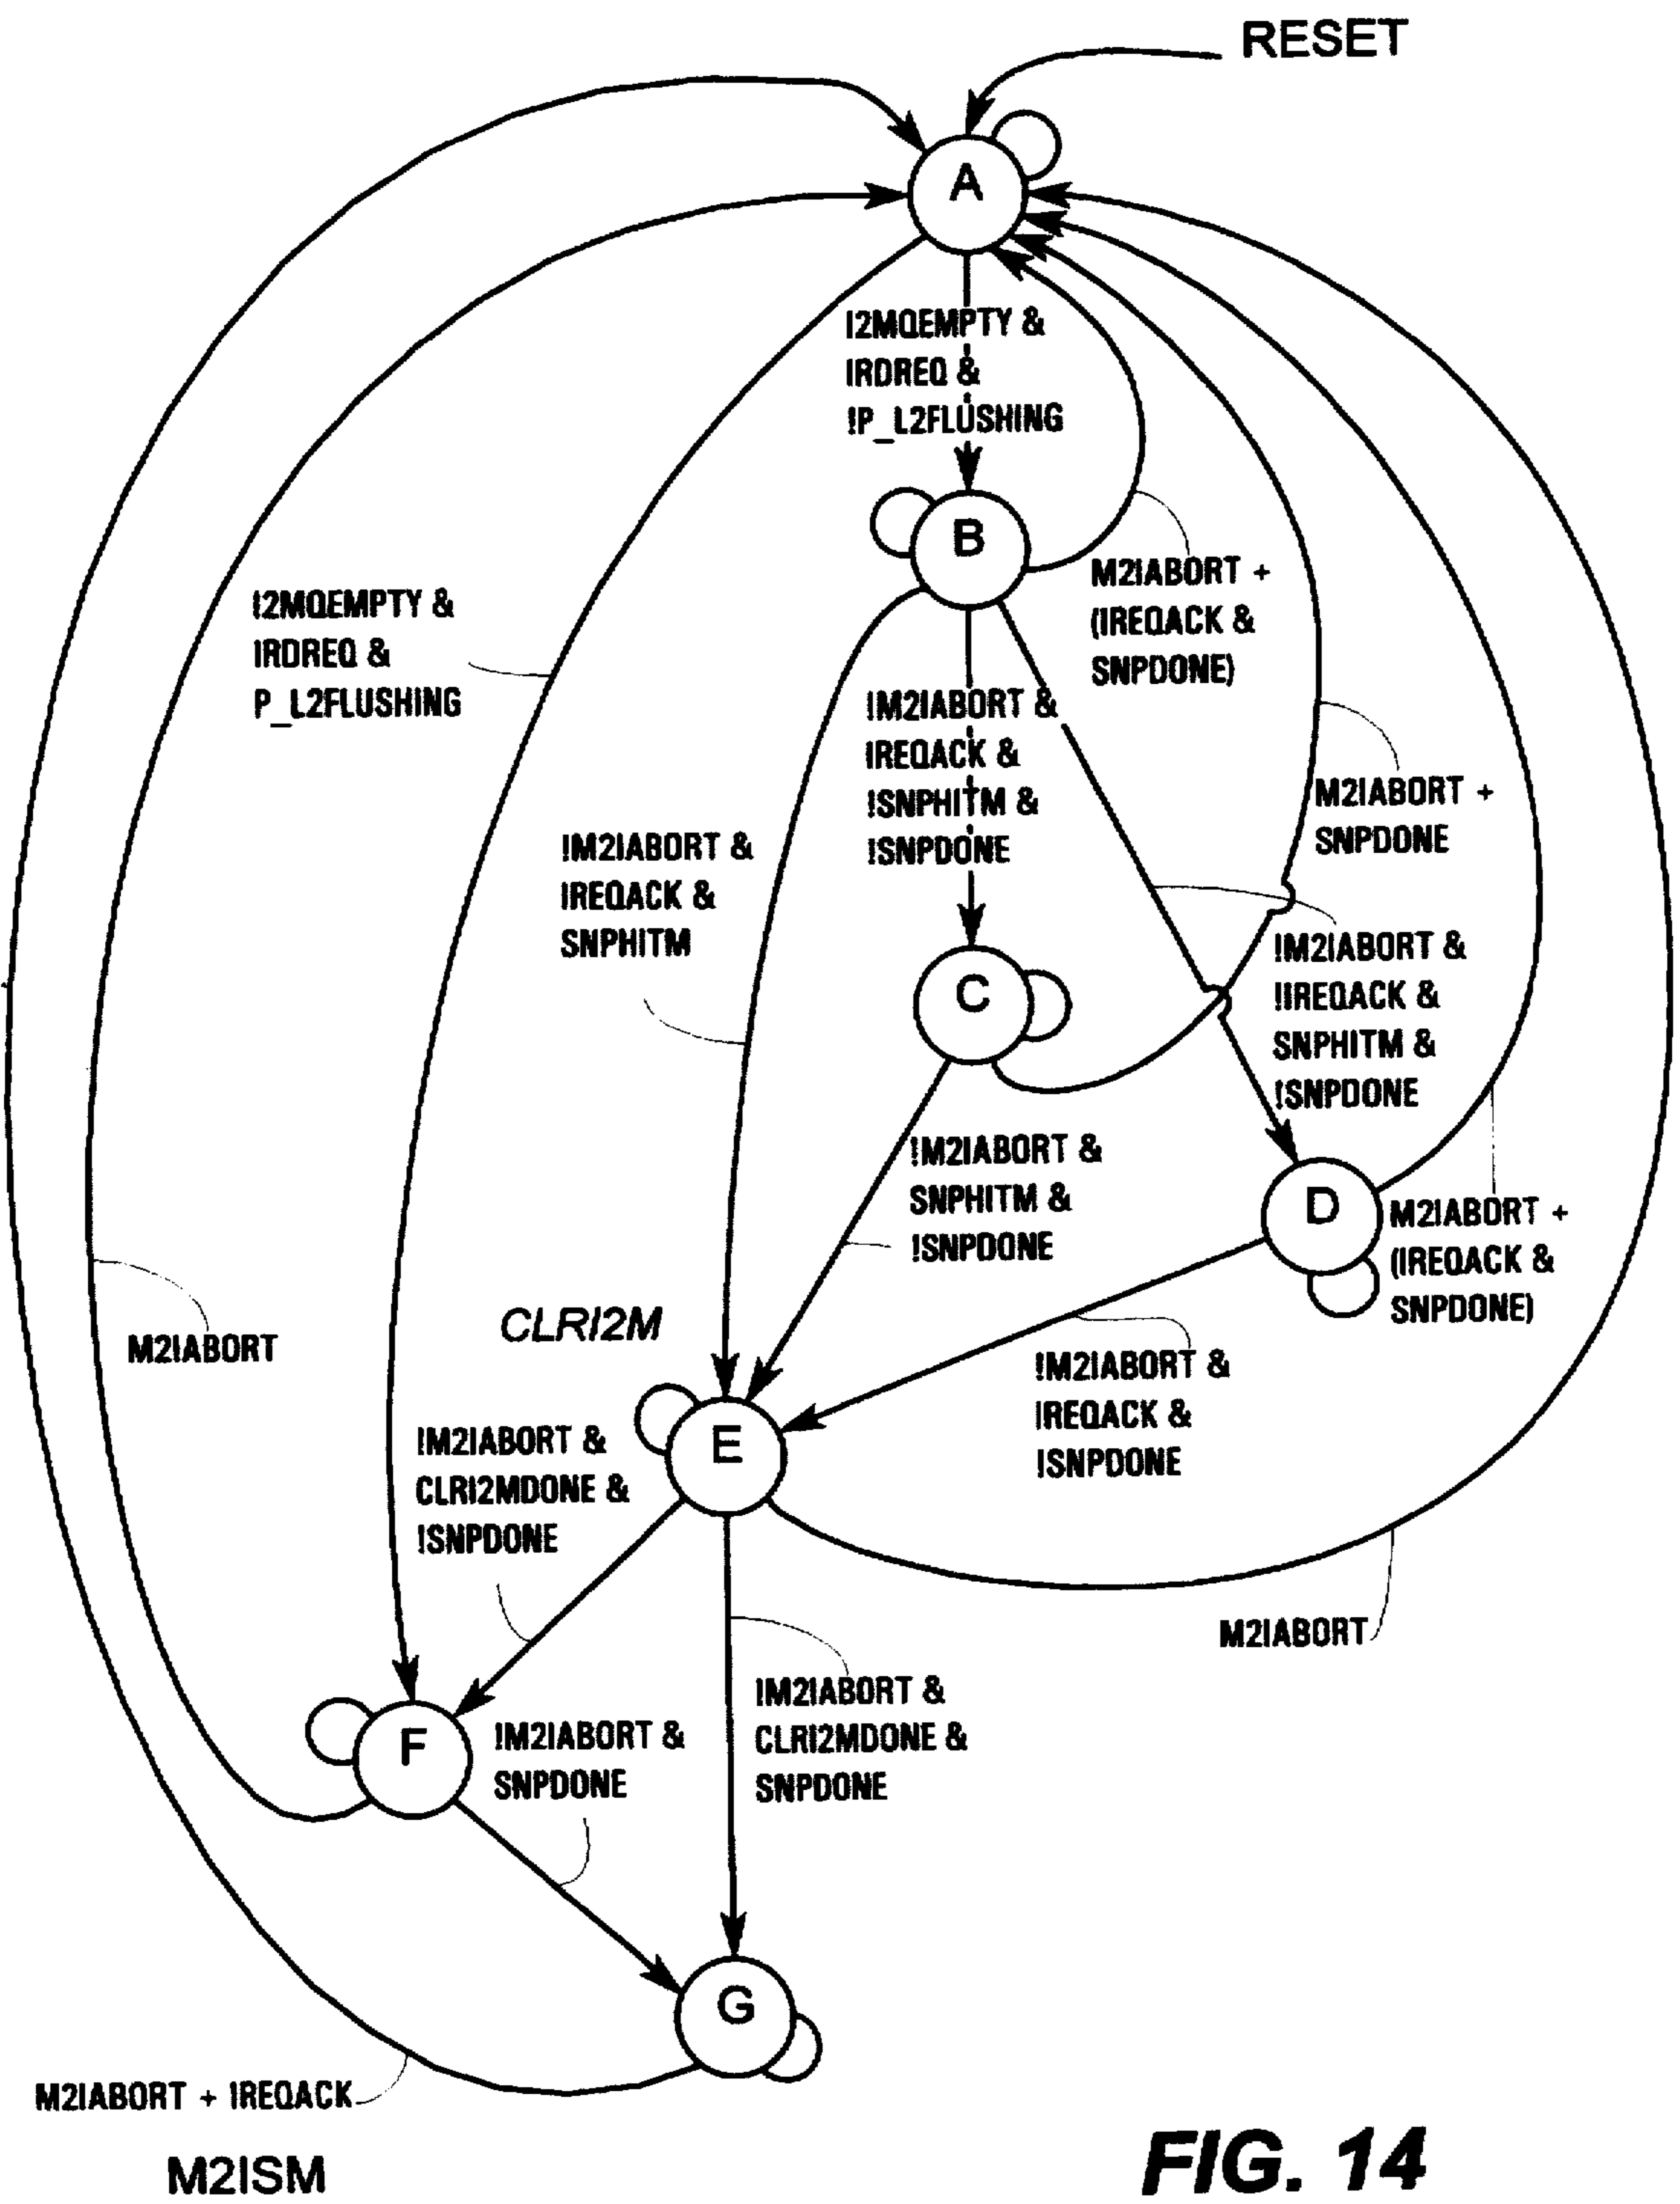 RESET
A
I2MQEMPTY &
IRDREQ &
!P_L2FLUSHING
B
M2IABORT +
(IREQACK &
SNPDONE)
I2MQEMPTY &
IRDREQ &
P_L2FLUSHING
!M2IABORT &
IREQACK &
!SNPHITM &
!SNPDONE
M2IABORT +
SNPDONE
!M2IABORT &
IREQACK &
SNPHITM
!M2IABORT &
!IREQACK &
SNPHITM &
!SNPDONE
C
!M2IABORT &
SNPHITM &
!SNPDONE
D
M2IABORT +
(IREQACK &
SNPDONE)
M2IABORT
CLRI2M
!M2IABORT &
IREQACK &
!SNPDONE
E
!M2IABORT &
CLRI2MDONE &
!SNPDONE
M2IABORT
!M2IABORT &
CLRI2MDONE &
SNPDONE
F
!M2IABORT &
SNPDONE
G
M2IABORT + IREQACK
M2ISM
FIG. 14